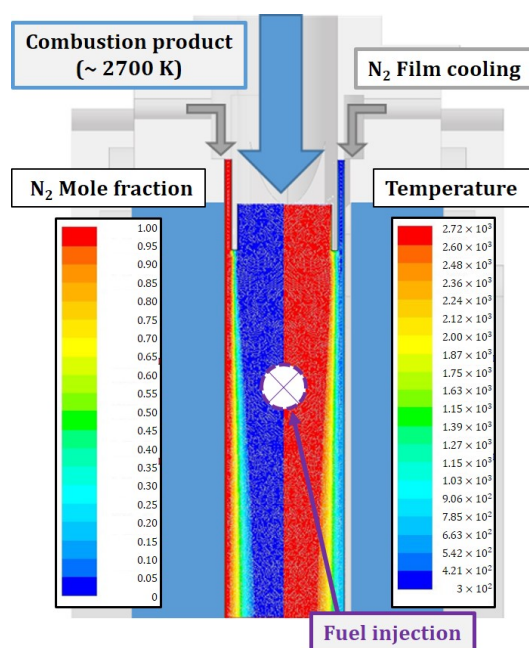 Combustion product
(~ 2700 K)
N₂ Film cooling
N₂ Mole fraction
Temperature
1.00
0.95
0.90
0.85
0.80
0.75
0.70
0.65
0.60
0.55
0.50
0.45
0.40
0.35
0.30
0.25
0.20
0.15
0.10
0.05
0
2.72 × 10³
2.60 × 10³
2.48 × 10³
2.36 × 10³
2.24 × 10³
2.12 × 10³
2.00 × 10³
1.87 × 10³
1.75 × 10³
1.63 × 10³
1.15 × 10³
1.39 × 10³
1.27 × 10³
1.15 × 10³
1.03 × 10³
9.06 × 10²
7.85 × 10²
6.63 × 10²
5.42 × 10²
4.21 × 10²
3 × 10²
Fuel injection